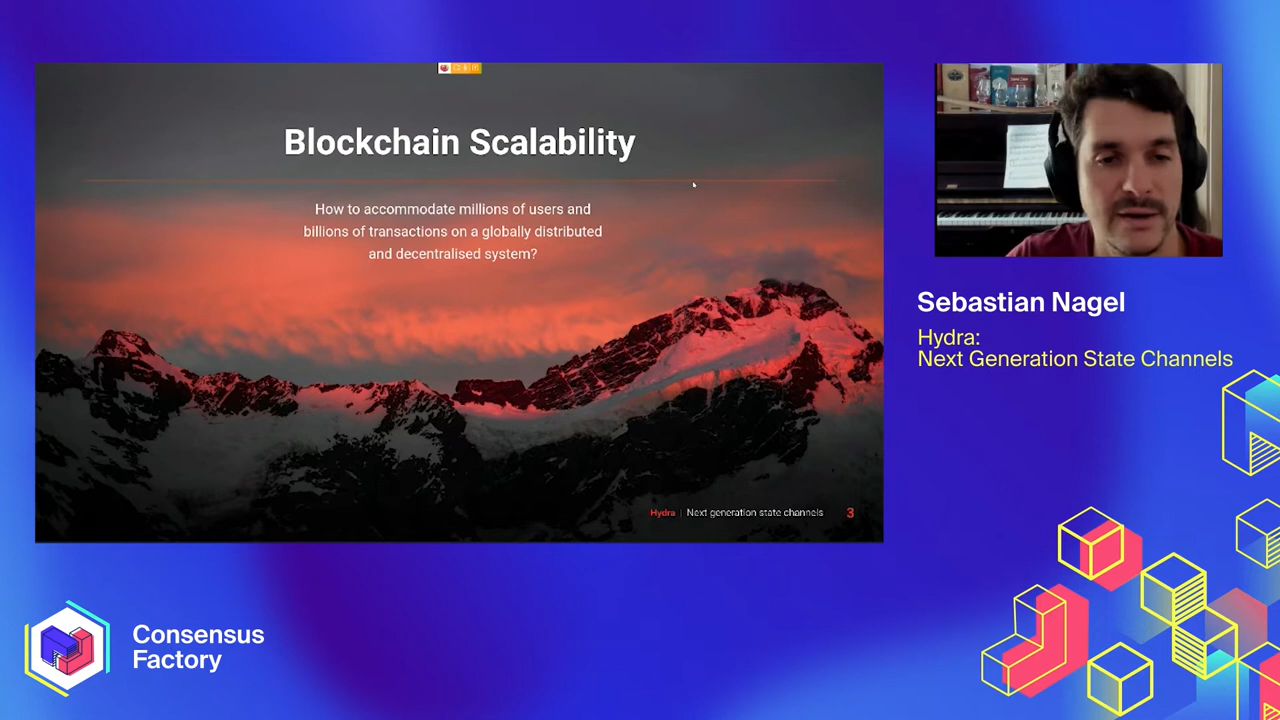 Blockchain Scalability
How to accommodate millions of users and
billions of transactions on a globally distributed
and decentralised system?
Hydra | Next generation state channels 3
Sebastian Nagel
Hydra:
Next Generation State Channels
Consensus
Factory